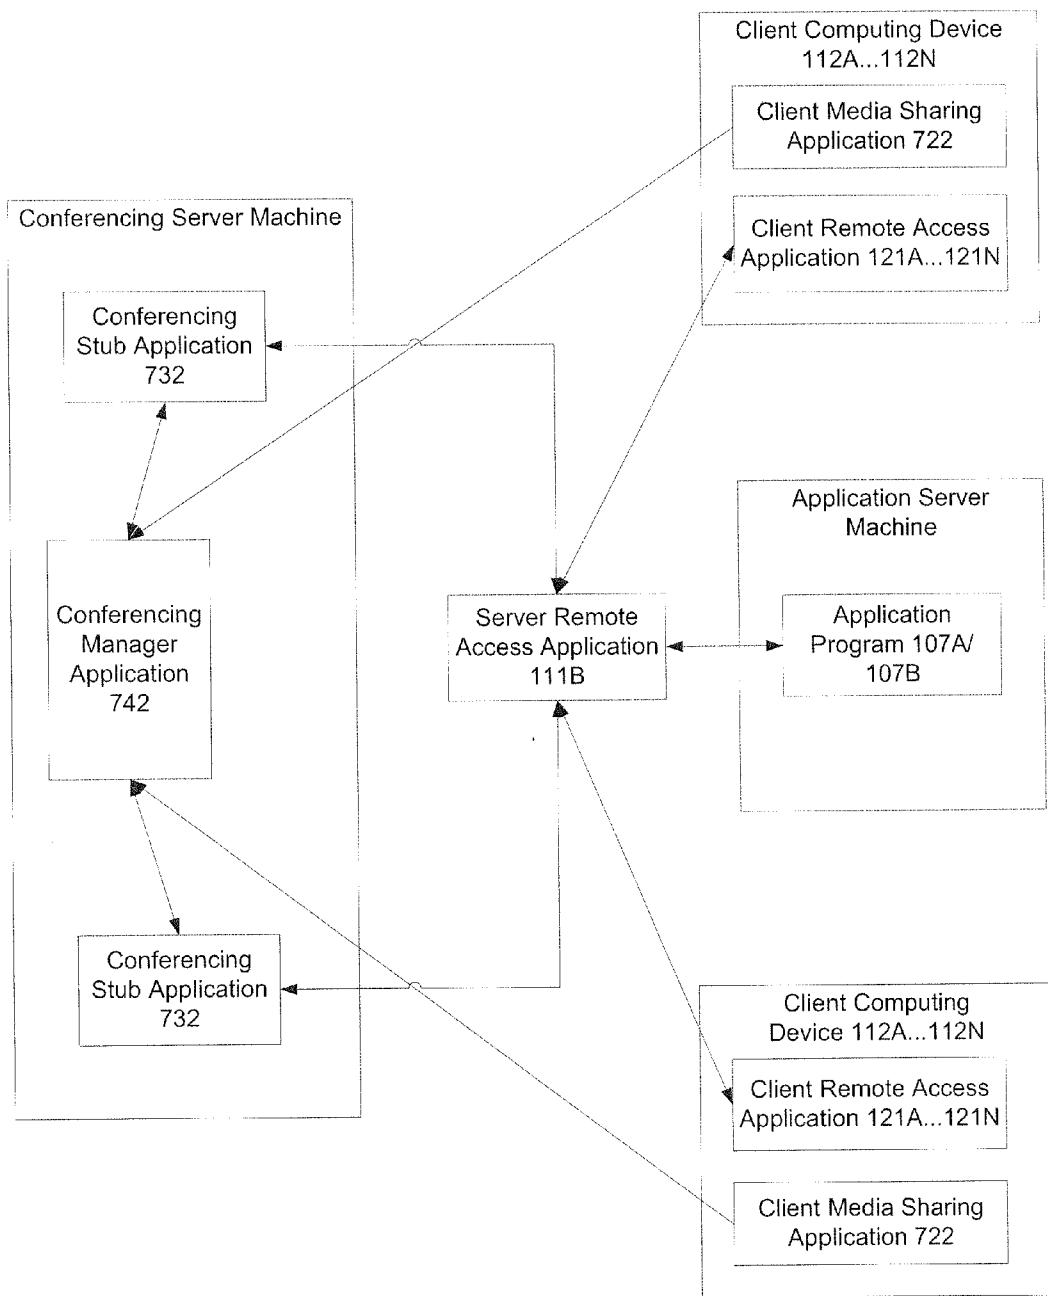 Client Computing Device
112A...112N
Client Media Sharing
Application 722
Client Remote Access
Application 121A...121N
Conferencing Server Machine
Conferencing
Stub Application
732
Conferencing
Manager
Application
742
Conferencing
Stub Application
732
Server Remote
Access Application
111B
Application Server
Machine
Application
Program 107A/
107B
Client Computing
Device 112A...112N
Client Remote Access
Application 121A...121N
Client Media Sharing
Application 722